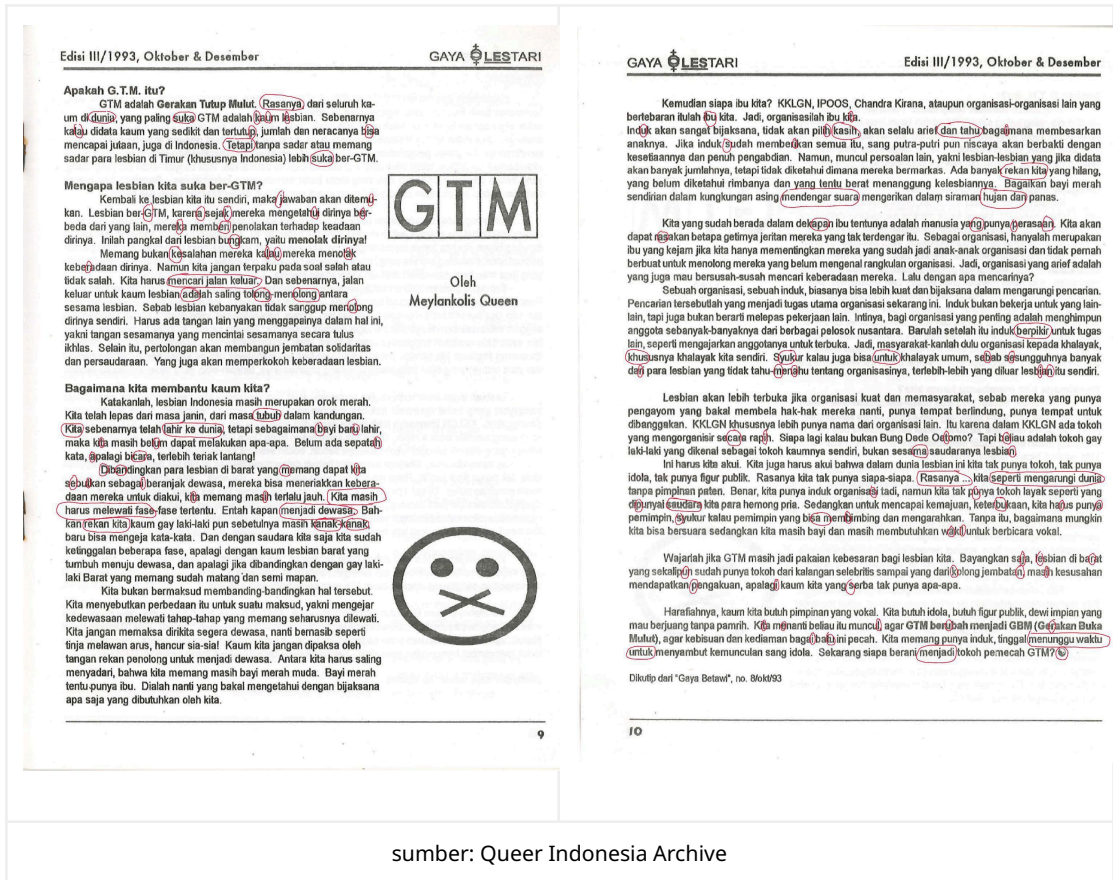 Edisi III/1993, Oktober & Desember
GAYA LESTARI
Apakah G.T.M. itu?
GTM adalah Gerakan Tutup Mulut. Rasanya dari seluruh ka-
um di dunia, yang paling suka GTM adalah kaum lesbian. Sebenarnya
kalau didata kaum yang sedikit dan tertutup, jumlah dan neracanya bisa
mencapai jutaan, juga di Indonesia. Tetapi tanpa sadar atau memang
sadar para lesbian di Timur (khususnya Indonesia) lebih suka ber-GTM.
Mengapa lesbian kita suka ber-GTM?
Kembali ke lesbian kita itu sendiri, maka jawaban akan ditemu-
kan. Lesbian ber-GTM, karena sejak mereka mengetahui dirinya ber-
beda dari yang lain, mereka memberi penolakan terhadap keadaan
dirinya. Inilah pangkal dari lesbian bungkam, yaitu menolak dirinya!
Memang bukan kesalahan mereka kalau mereka menolak
keberadaan dirinya. Namun kita jangan terpaku pada soal salah atau
tidak salah. Kita harus mencari jalan keluar. Dan sebenarnya, jalan
keluar untuk kaum lesbian adalah saling tolong-menolong antara
sesama lesbian. Sebab lesbian kebanyakan tidak sanggup menolong
dirinya sendiri. Harus ada tangan lain yang menggapainya dalam hal ini,
yakni tangan sesamanya yang mencintai sesamanya secara tulus
ikhlas. Selain itu, pertolongan akan membangun jembatan solidaritas
dan persaudaraan. Yang juga akan memperkokoh keberadaan lesbian.
GTM
Oleh
Meylankolis Queen
Bagaimana kita membantu kaum kita?
Katakanlah, lesbian Indonesia masih merupakan orok merah.
Kita telah lepas dari masa janin, dari masa tubuh dalam kandungan.
Kita sebenarnya telah lahir ke dunia, tetapi sebagaimana bayi baru lahir,
maka kita masih belum dapat melakukan apa-apa. Belum ada sepatah
kata, apalagi bicara, terlebih teriak lantang!
Dibandingkan para lesbian di barat yang memang dapat kita
sebutkan sebagai beranjak dewasa, mereka bisa meneriakkan kebera-
daan mereka untuk diakui, kita memang masih terlalu jauh. Kita masih
harus melewati fase-fase tertentu. Entah kapan menjadi dewasa. Bah-
kan rekan kita kaum gay laki-laki pun sebetulnya masih kanak-kanak,
baru bisa mengeja kata-kata. Dan dengan saudara kita saja kita sudah
ketinggalan beberapa fase, apalagi dengan kaum lesbian barat yang
tumbuh menuju dewasa, dan apalagi jika dibandingkan dengan gay laki-
laki Barat yang memang sudah matang dan semi mapan.
Kita bukan bermaksud membanding-bandingkan hal tersebut.
Kita menyebutkan perbedaan itu untuk suatu maksud, yakni mengejar
kedewasaan melewati tahap-tahap yang memang seharusnya dilewati.
Kita jangan memaksa dirikita segera dewasa, nanti bernasib seperti
tinja melawan arus, hancur sia-sia! Kaum kita jangan dipaksa oleh
tangan rekan penolong untuk menjadi dewasa. Antara kita harus saling
menyadari, bahwa kita memang masih bayi merah muda. Bayi merah
tentu punya ibu. Dialah nanti yang bakal mengetahui dengan bijaksana
apa saja yang dibutuhkan oleh kita.
9
GAYA LESTARI
Edisi III/1993, Oktober & Desember
Kemudian siapa ibu kita? KKLGN, IPOOS, Chandra Kirana, ataupun organisasi-organisasi lain yang
bertebaran itulah ibu kita. Jadi, organisasilah ibu kita.
Induk akan sangat bijaksana, tidak akan pilih kasih, akan selalu arief dan tahu bagaimana membesarkan
anaknya. Jika induk sudah memberikan semua itu, sang putra-putri pun niscaya akan berbakti dengan
kesetiaannya dan penuh pengabdian. Namun, muncul persoalan lain, yakni lesbian-lesbian yang jika didata
akan banyak jumlahnya, tetapi tidak diketahui dimana mereka bermarkas. Ada banyak rekan kita yang hilang,
yang belum diketahui rimbanya dan yang tentu berat menanggung kelesbiannya. Bagaikan bayi merah
sendirian dalam kungkungan asing mendengar suara mengerikan dalam siraman hujan dan panas.
Kita yang sudah berada dalam dekapan ibu tentunya adalah manusia yang punya perasaan. Kita akan
dapat rasakan betapa getirnya jeritan mereka yang tak terdengar itu. Sebagai organisasi, hanyalah merupakan
ibu yang kejam jika kita hanya mementingkan mereka yang sudah jadi anak-anak organisasi dan tidak pernah
berbuat untuk menolong mereka yang belum mengenal rangkulan organisasi. Jadi, organisasi yang arief adalah
yang juga mau bersusah-susah mencari keberadaan mereka. Lalu dengan apa mencarinya?
Sebuah organisasi, sebuah induk, biasanya bisa lebih kuat dan bijaksana dalam mengarungi pencarian.
Pencarian tersebutlah yang menjadi tugas utama organisasi sekarang ini. Induk bukan bekerja untuk yang lain-
lain, tapi juga bukan berarti melepas pekerjaan lain. Intinya, bagi organisasi yang penting adalah menghimpun
anggota sebanyak-banyaknya dari berbagai pelosok nusantara. Barulah setelah itu induk berpikir untuk tugas
lain, seperti mengajarkan anggotanya untuk terbuka. Jadi, masyarakat-kanlah dulu organisasi kepada khalayak,
khususnya khalayak kita sendiri. Syukur kalau juga bisa untuk khalayak umum, sebab sesungguhnya banyak
dari para lesbian yang tidak tahu-menahu tentang organisasinya, terlebih-lebih yang diluar lesbian itu sendiri.
Lesbian akan lebih terbuka jika organisasi kuat dan memasyarakat, sebab mereka yang punya
pengayom yang bakal membela hak-hak mereka nanti, punya tempat berlindung, punya tempat untuk
dibanggakan. KKLGN khususnya lebih punya nama dari organisasi lain. Itu karena dalam KKLGN ada tokoh
yang mengorganisir secara rapih. Siapa lagi kalau bukan Bung Dede Oetomo? Tapi beliau adalah tokoh gay
laki-laki yang dikenal sebagai tokoh kaumnya sendiri, bukan sesama saudaranya lesbian.
Ini harus kita akui. Kita juga harus akui bahwa dalam dunia lesbian ini kita tak punya tokoh, tak punya
idola, tak punya figur publik. Rasanya kita tak punya siapa-siapa. Rasanya ... kita seperti mengarungi dunia
tanpa pimpinan paten. Benar, kita punya induk organisasi tadi, namun kita tak punya tokoh layak seperti yang
dipunyai saudara kita para hemong pria. Sedangkan untuk mencapai kemajuan, keterbukaan, kita harus punya
pemimpin, syukur kalau pemimpin yang bisa membimbing dan mengarahkan. Tanpa itu, bagaimana mungkin
kita bisa bersuara sedangkan kita masih bayi dan masih membutuhkan wakil untuk berbicara vokal.
Wajarlah jika GTM masih jadi pakaian kebesaran bagi lesbian kita. Bayangkan saja, lesbian di barat
yang sekalipun sudah punya tokoh dari kalangan selebritis sampai yang dari kolong jembatan, masih kesusahan
mendapatkan pengakuan, apalagi kaum kita yang serba tak punya apa-apa.
Harafiahnya, kaum kita butuh pimpinan yang vokal. Kita butuh idola, butuh figur publik, dewi impian yang
mau berjuang tanpa pamrih. Kita menanti beliau itu muncul, agar GTM berubah menjadi GBM (Gerakan Buka
Mulut), agar kebisuan dan kediaman bagai batu ini pecah. Kita memang punya induk, tinggal menunggu waktu
untuk menyambut kemunculan sang idola. Sekarang siapa berani menjadi tokoh pemecah GTM?
Dikutip dari "Gaya Betawi", no. 8/okt/93
10
sumber: Queer Indonesia Archive